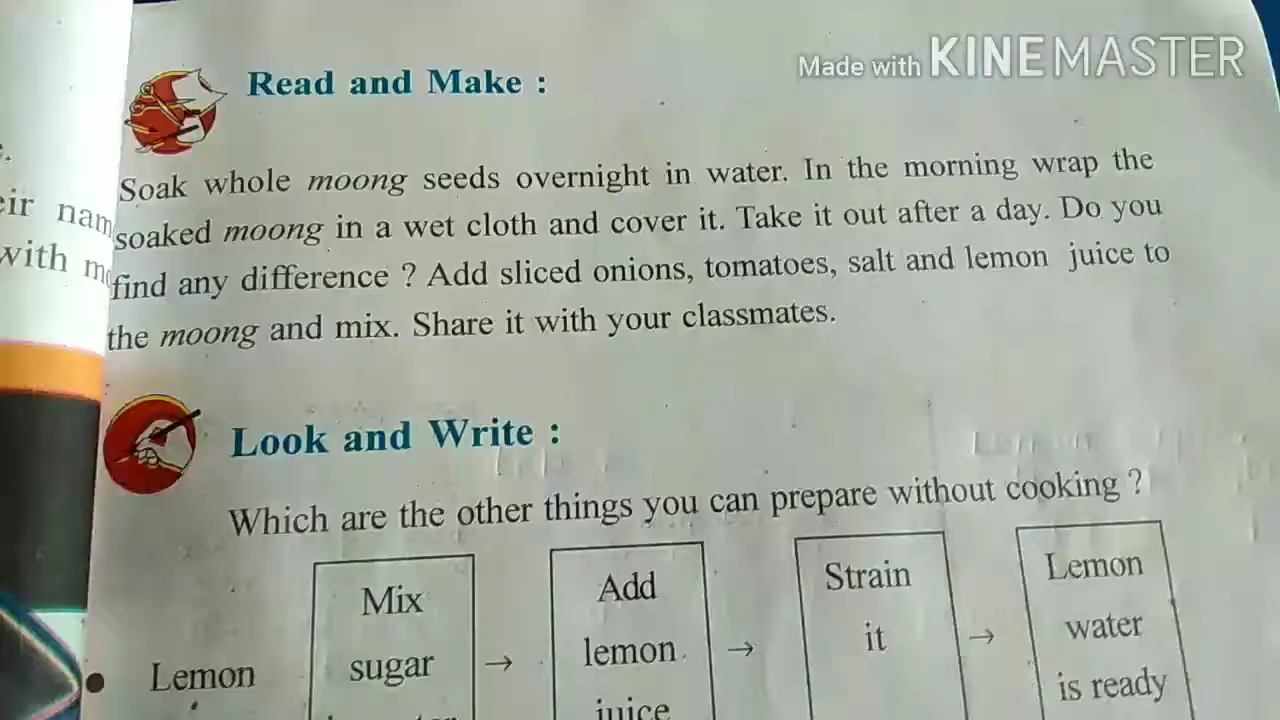 Made with KINEMASTER
Read and Make :
Soak whole moong seeds overnight in water. In the morning wrap the
soaked moong in a wet cloth and cover it. Take it out after a day. Do you
find any difference ? Add sliced onions, tomatoes, salt and lemon juice to
the moong and mix. Share it with your classmates.
eir nam
with m
Look and Write :
Which are the other things you can prepare without cooking ?
Lemon
Mix
sugar
→
Add
lemon
juice
→
Strain
it
→
Lemon
water
is ready